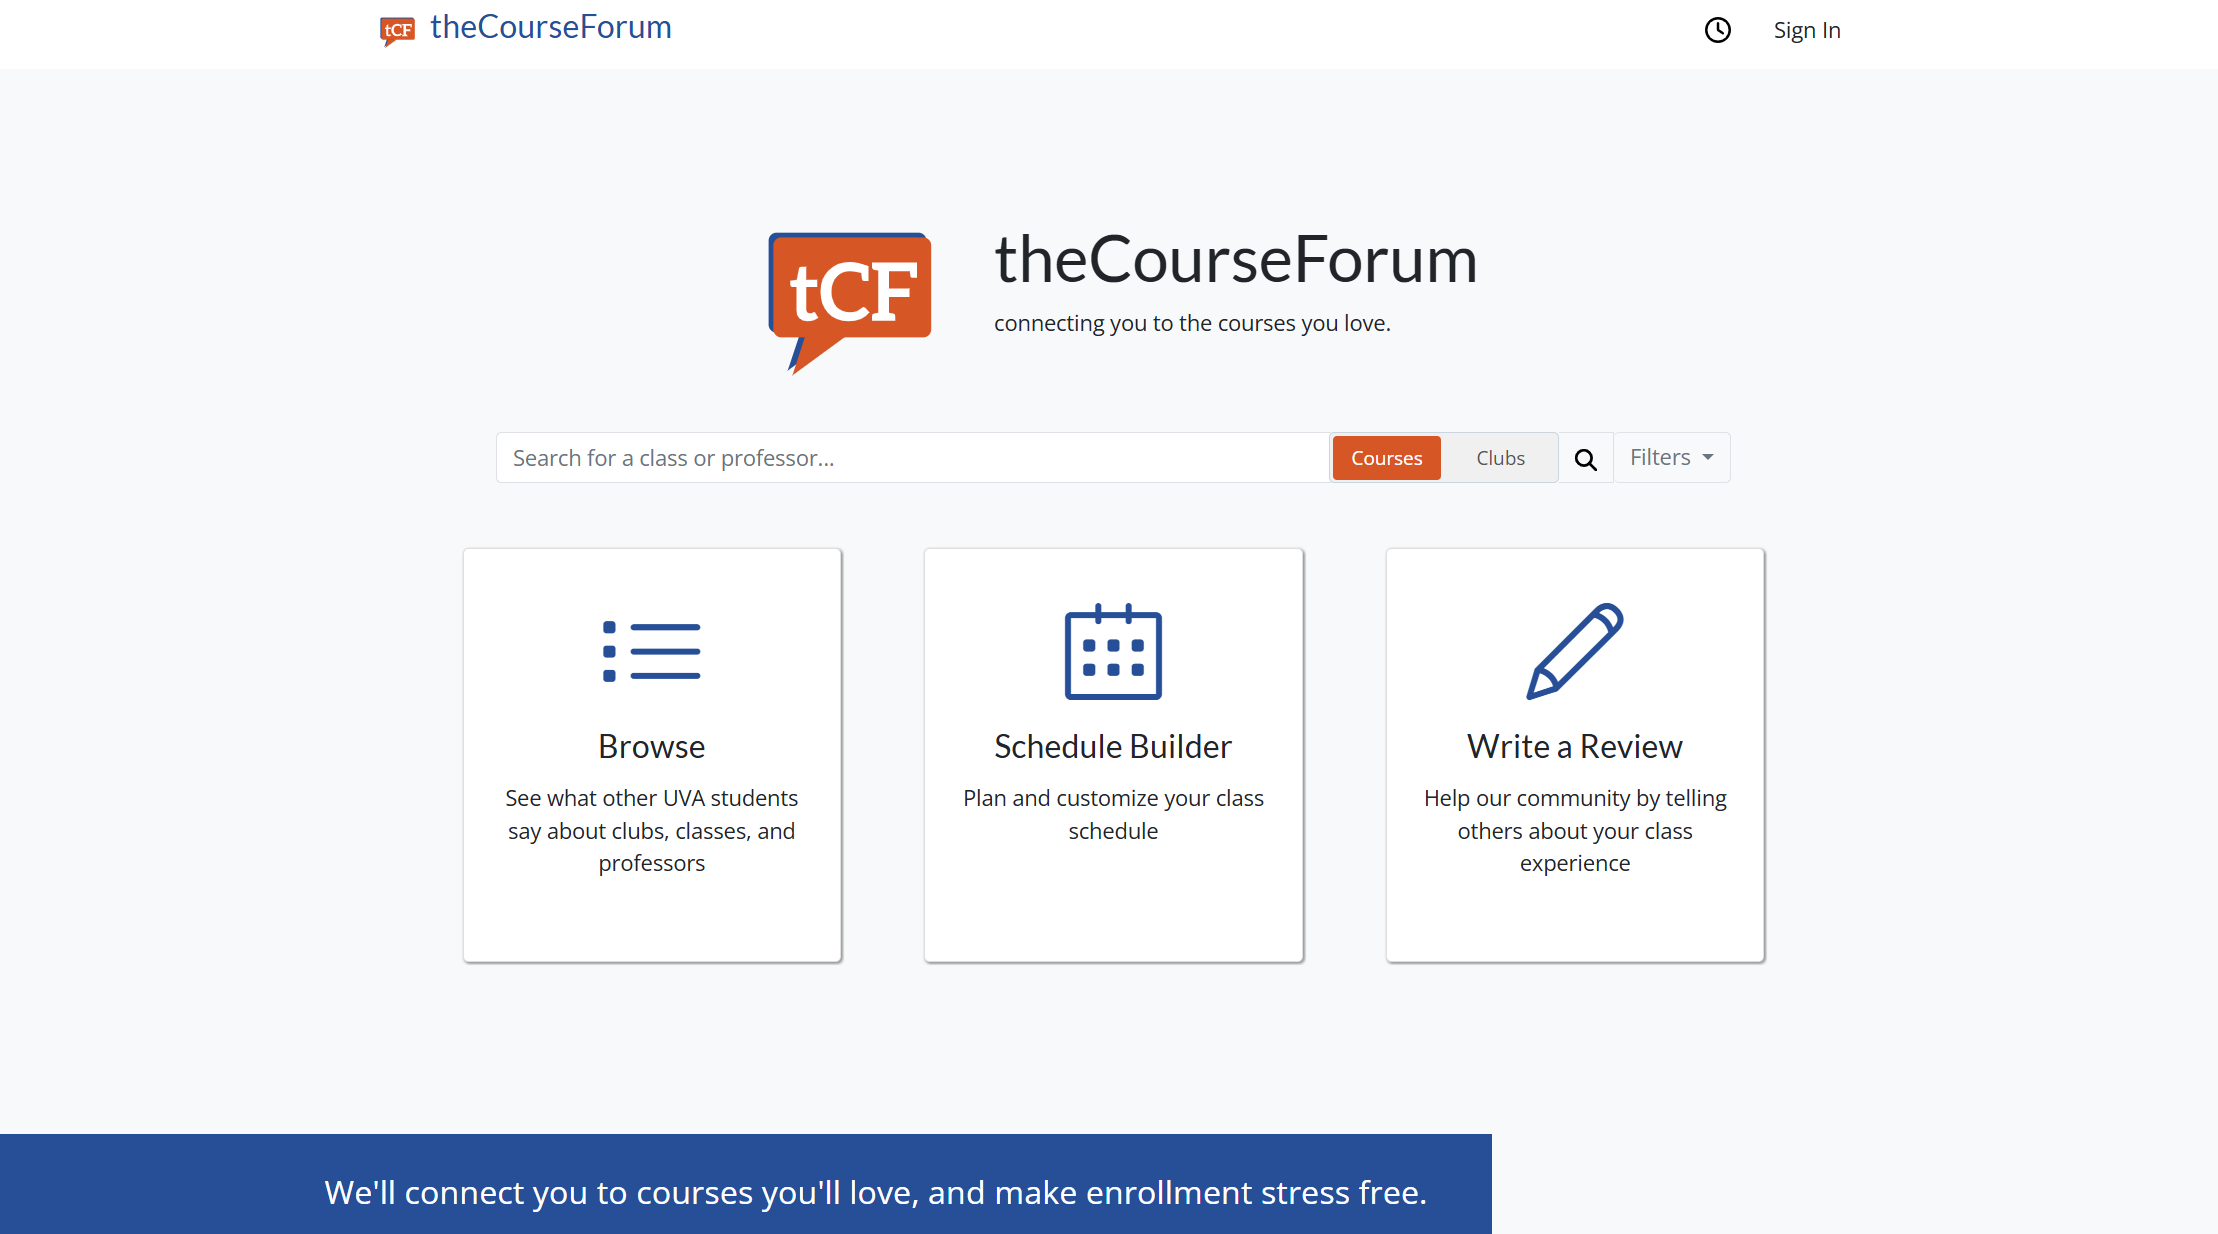 tCF theCourseForum
Sign In
tCF
theCourseForum
connecting you to the courses you love.
Search for a class or professor...
Courses
Clubs
Filters
Browse
See what other UVA students
say about clubs, classes, and
professors
Schedule Builder
Plan and customize your class
schedule
Write a Review
Help our community by telling
others about your class
experience
We'll connect you to courses you'll love, and make enrollment stress free.